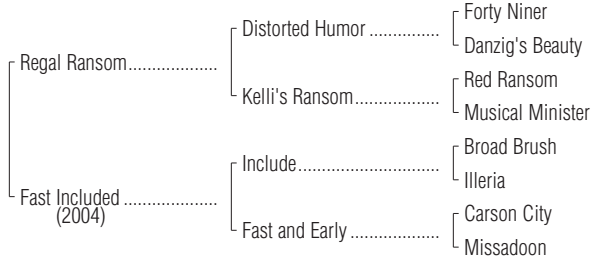 Forty Niner
Distorted Humor ................
Danzig's Beauty
Regal Ransom..................
Red Ransom
Kelli's Ransom...................
Musical Minister
Broad Brush
Include................................
Illeria
Fast Included ....................
(2004)
Carson City
Fast and Early ....................
Missadoon